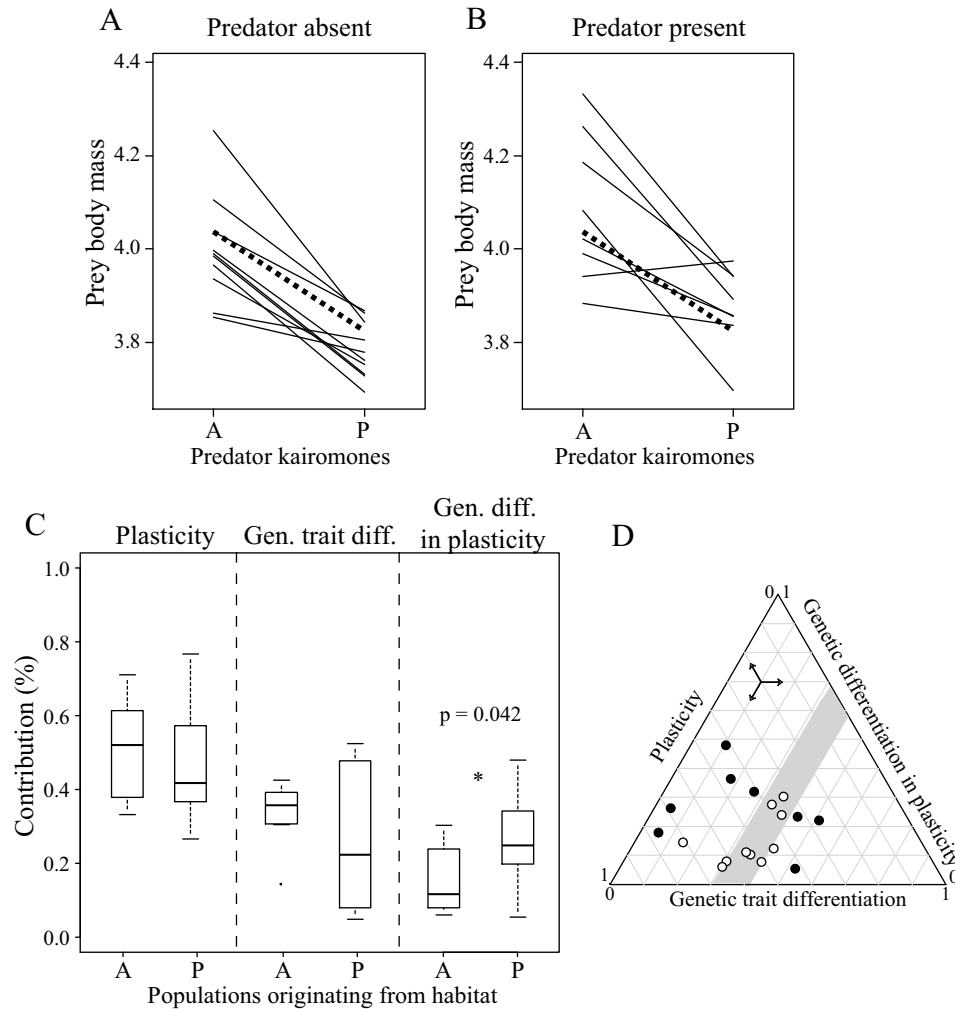 A
B
Predator absent
Predator present
4.4
4.2
4.0
3.8
Prey body mass
A
P
Predator kairomones
4.4
4.2
4.0
3.8
Prey body mass
A
P
Predator kairomones
C
Plasticity
Gen. trait diff.
Gen. diff.
in plasticity
1.0
0.8
0.6
0.4
0.2
0.0
Contribution (%)
p = 0.042
*
A
P
A
P
A
P
Populations originating from habitat
D
0 1
Plasticity
Genetic differentiation in plasticity
1
0
0
1
Genetic trait differentiation